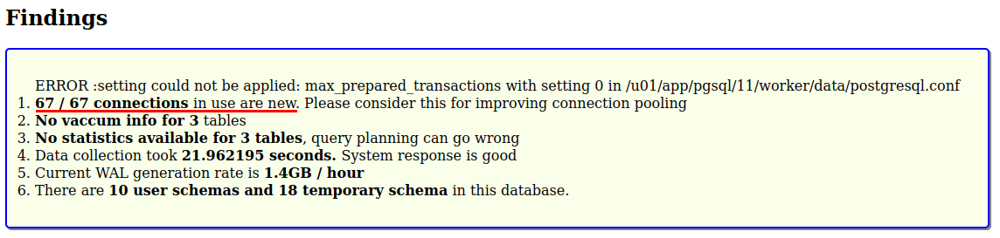 Findings
ERROR :setting could not be applied: max_prepared_transactions with setting 0 in /u01/app/pgsql/11/worker/data/postgresql.conf
1. 67 / 67 connections in use are new. Please consider this for improving connection pooling
2. No vaccum info for 3 tables
3. No statistics available for 3 tables, query planning can go wrong
4. Data collection took 21.962195 seconds. System response is good
5. Current WAL generation rate is 1.4GB / hour
6. There are 10 user schemas and 18 temporary schema in this database.